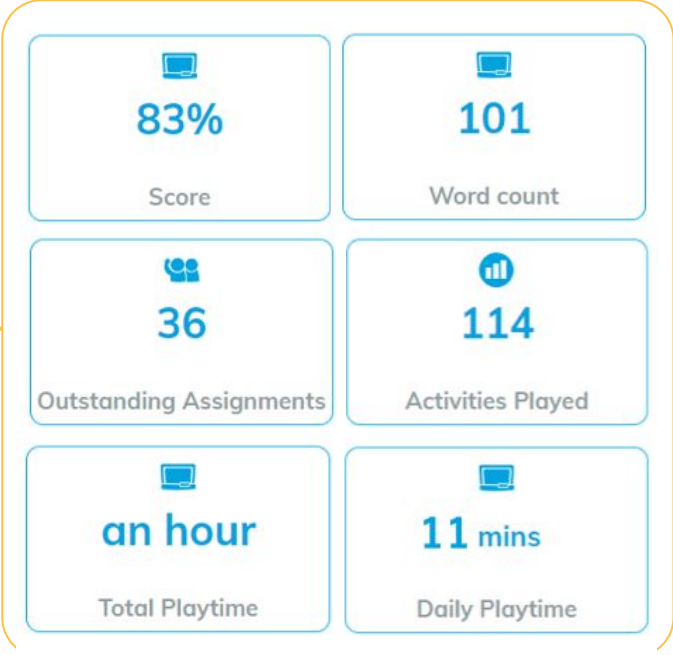 83%
Score
101
Word count
36
Outstanding Assignments
114
Activities Played
an hour
Total Playtime
11 mins
Daily Playtime